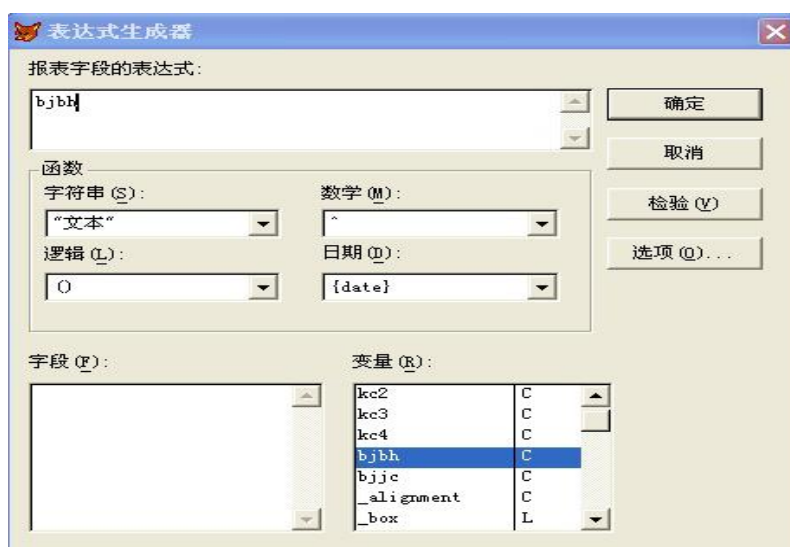 表达式生成器
报表字段的表达式:
bjbh
确定
取消
检验(V)
选项(O)...
函数
字符串(S):
数学(M):
"文本"
^
逻辑(L):
日期(D):
()
{date}
字段(F):
变量(R):
kc2 C
kc3 C
kc4 C
bjbh C
bjjc C
_alignment C
_box L